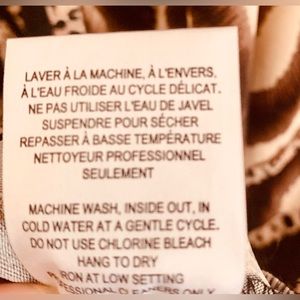 LAVER À LA MACHINE, À L'ENVERS.
À L'EAU FROIDE AU CYCLE DÉLICAT.
NE PAS UTILISER L'EAU DE JAVEL
SUSPENDRE POUR SÉCHER
REPASSER À BASSE TEMPÉRATURE
NETTOYEUR PROFESSIONNEL
SEULEMENT
MACHINE WASH, INSIDE OUT, IN
COLD WATER AT A GENTLE CYCLE.
DO NOT USE CHLORINE BLEACH
HANG TO DRY
IRON AT LOW SETTING
CLEANERS ONLY